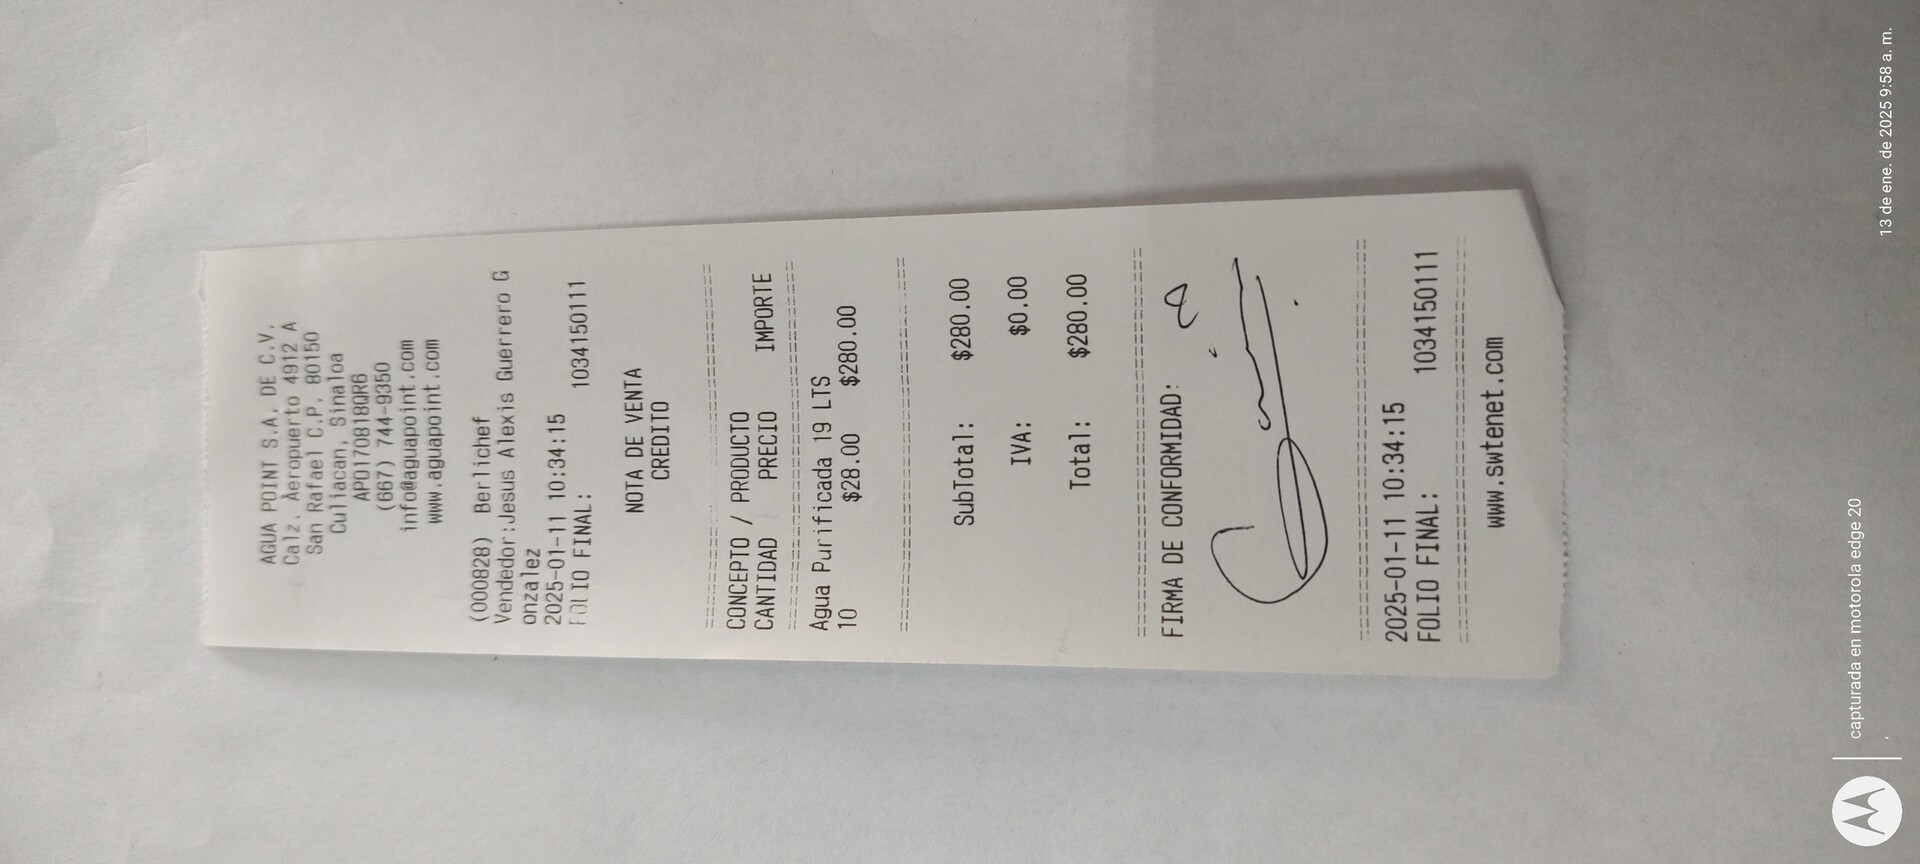 AGUA POINT S.A. DE C.V.
Calz. Aeropuerto 4912 A
San Rafael C.P. 80150
Culiacan, Sinaloa
APO170818QR6
(667) 744-9350
info@aguapoint.com
www.aguapoint.com
(000828) Berlichef
Vendedor:Jesus Alexis Guerrero G
onzalez
2025-01-11 10:34:15
FOLIO FINAL: 1034150111
NOTA DE VENTA
CREDITO
CONCEPTO / PRODUCTO
CANTIDAD PRECIO IMPORTE
Agua Purificada 19 LTS
10 $28.00 $280.00
SubTotal: $280.00
IVA: $0.00
Total: $280.00
FIRMA DE CONFORMIDAD:
2025-01-11 10:34:15
FOLIO FINAL: 1034150111
www.swtenet.com
capturada en motorola edge 20
13 de ene. de 2025 9:58 a. m.